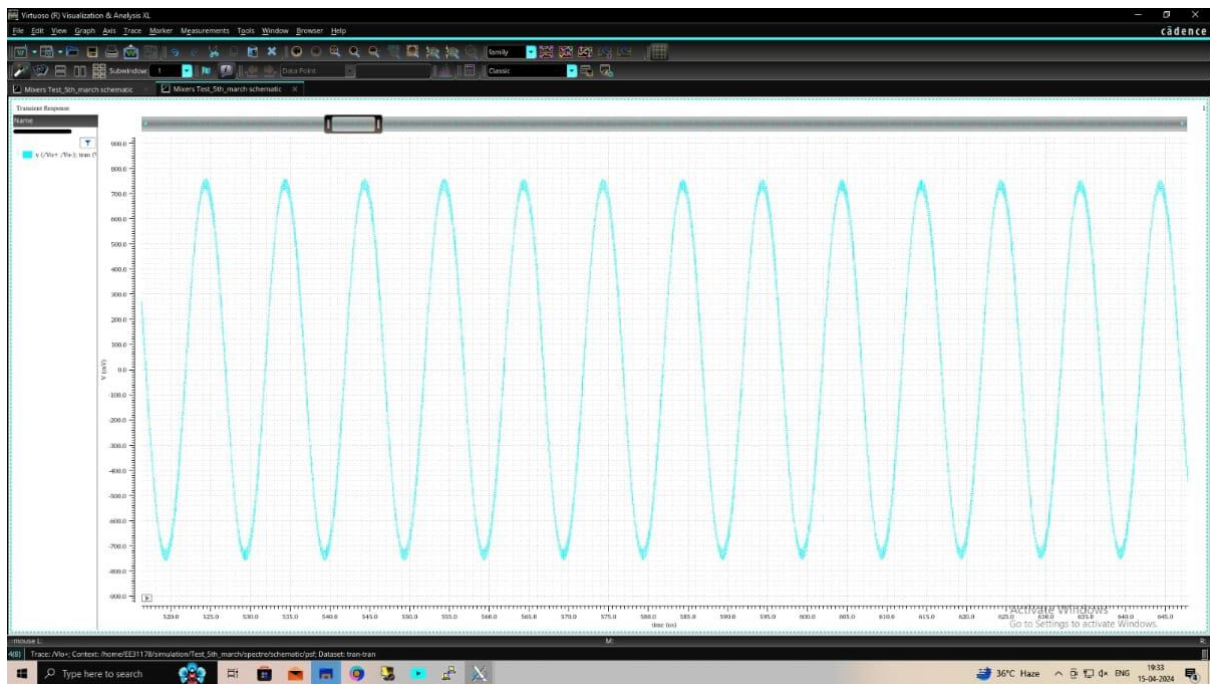 Virtuoso (R) Visualization & Analysis XL
File Edit View Graph Axis Trace Marker Measurements Tools Window Browser Help
cādence
family
Subwindow: 1 Data Point Classic
Mixers Test_5th_march schematic Mixers Test_5th_march schematic
Transient Response 1
Name
900.0
800.0
700.0
600.0
500.0
400.0
300.0
200.0
100.0
0.0
-100.0
-200.0
-300.0
-400.0
-500.0
-600.0
-700.0
-800.0
-900.0
V (mV)
520.0 525.0 530.0 535.0 540.0 545.0 550.0 555.0 560.0 565.0 570.0 575.0 580.0 585.0 590.0 595.0 600.0 605.0 610.0 615.0 620.0 625.0 630.0 635.0 640.0 645.0
time (ns)
Activate Windows
Go to Settings to activate Windows.
mouse L: M: R:
4(8) Trace: /Vlo+; Context: /home/EE31178/simulation/Test_5th_march/spectre/schematic/psf; Dataset: tran-tran
Type here to search
36°C Haze ENG 19:33
15-04-2024